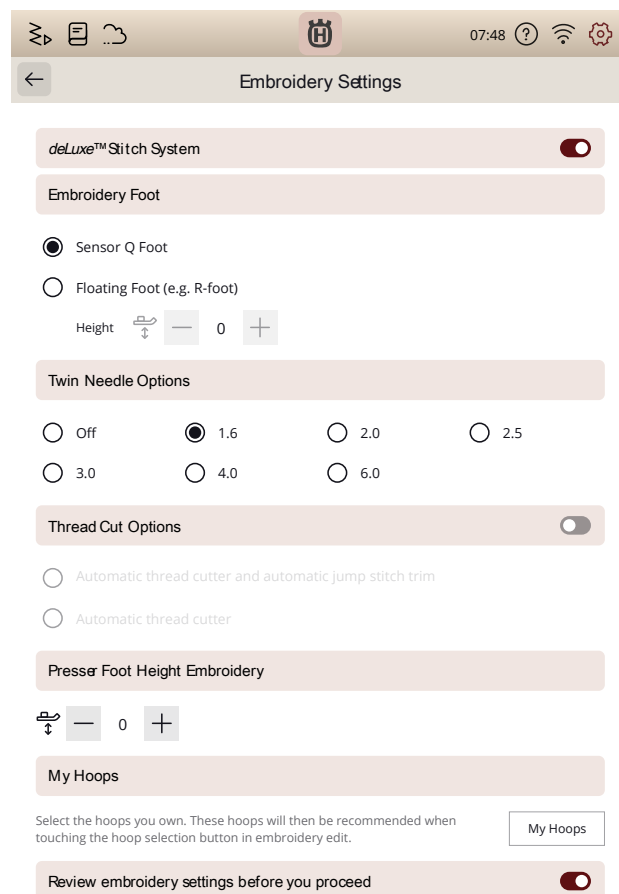 07:48
Embroidery Settings
deLuxe™ Stitch System
Embroidery Foot
Sensor Q Foot
Floating Foot (e.g. R-foot)
Height 0
Twin Needle Options
Off 1.6 2.0 2.5
3.0 4.0 6.0
Thread Cut Options
Automatic thread cutter and automatic jump stitch trim
Automatic thread cutter
Presser Foot Height Embroidery
0
My Hoops
Select the hoops you own. These hoops will then be recommended when
touching the hoop selection button in embroidery edit.
My Hoops
Review embroidery settings before you proceed